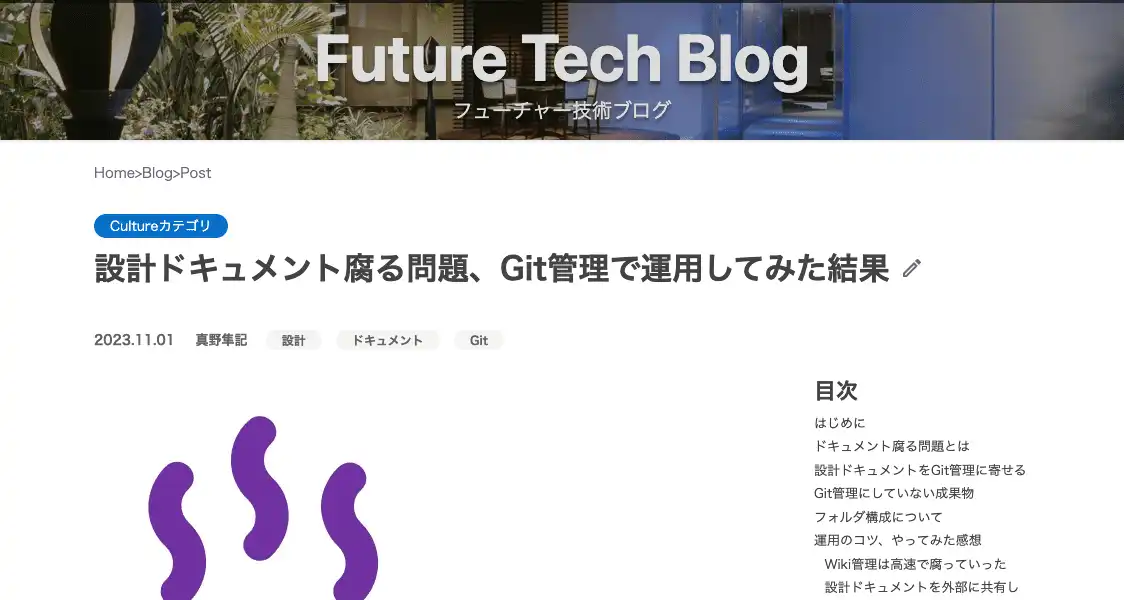 Future Tech Blog
フューチャー技術ブログ
Home>Blog>Post
Cultureカテゴリ
設計ドキュメント腐る問題、Git管理で運用してみた結果
2023.11.01 真野隼記 設計 ドキュメント Git
目次
はじめに
ドキュメント腐る問題とは
設計ドキュメントをGit管理に寄せる
Git管理にしていない成果物
フォルダ構成について
運用のコツ、やってみた感想
Wiki管理は高速で腐っていった
設計ドキュメントを外部に共有し